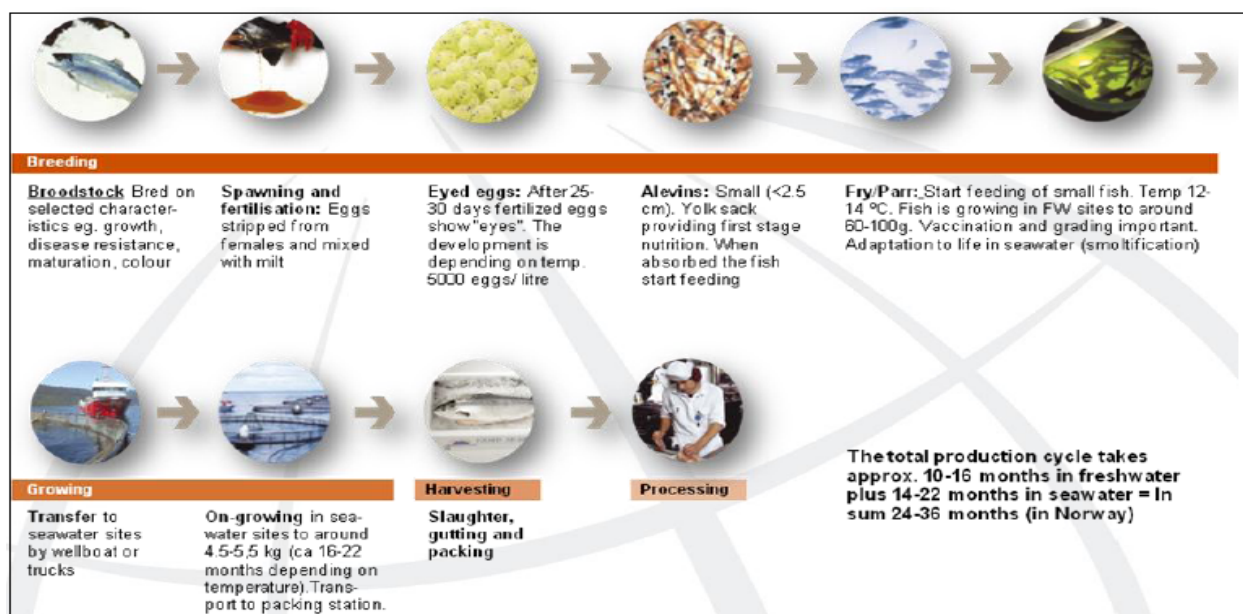 Breeding
Broodstock Bred on
selected character-
istics eg. growth,
disease resistance,
maturation, colour
Spawning and
fertilisation: Eggs
stripped from
females and mixed
with milt
Eyed eggs: After 25-
30 days fertilized eggs
show "eyes". The
development is
depending on temp.
5000 eggs/ litre
Alevins: Small (<2.5
cm). Yolk sack
providing first stage
nutrition. When
absorbed the fish
start feeding
Fry/Parr: Start feeding of small fish. Temp 12-
14 ºC. Fish is growing in FW sites to around
60-100g. Vaccination and grading important.
Adaptation to life in seawater (smoltification)
Growing
Transfer to
seawater sites
by wellboat or
trucks
On-growing in sea-
water sites to around
4.5-5,5 kg (ca 16-22
months depending on
temperature).Trans-
port to packing station.
Harvesting
Slaughter,
gutting and
packing
Processing
The total production cycle takes
approx. 10-16 months in freshwater
plus 14-22 months in seawater = In
sum 24-36 months (in Norway)